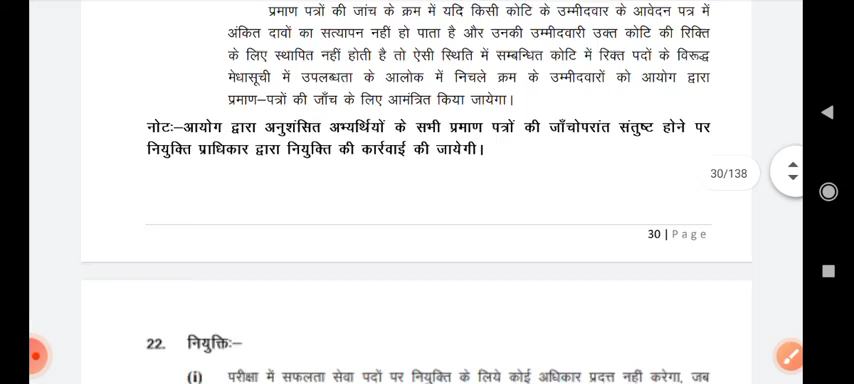 प्रमाण पत्रों की जांच के क्रम में यदि किसी कोटि के उम्मीदवार के आवेदन पत्र में
अंकित दावों का सत्यापन नहीं हो पाता है और उनकी उम्मीदवारी उक्त कोटि की रिक्ति
के लिए स्थापित नहीं होती है तो ऐसी स्थिति में सम्बन्धित कोटि में रिक्त पदों के विरूद्ध
मेधासूची में उपलब्धता के आलोक में निचले क्रम के उम्मीदवारों को आयोग द्वारा
प्रमाण–पत्रों की जाँच के लिए आमंत्रित किया जायेगा।
नोटः–आयोग द्वारा अनुशंसित अभ्यर्थियों के सभी प्रमाण पत्रों की जाँचोपरांत संतुष्ट होने पर
नियुक्ति प्राधिकार द्वारा नियुक्ति की कार्रवाई की जायेगी।
30/138
30 | Page
22. नियुक्तिः–
(i) परीक्षा में सफलता सेवा पदों पर नियुक्ति के लिये कोई अधिकार प्रदत्त नही करेगा, जब